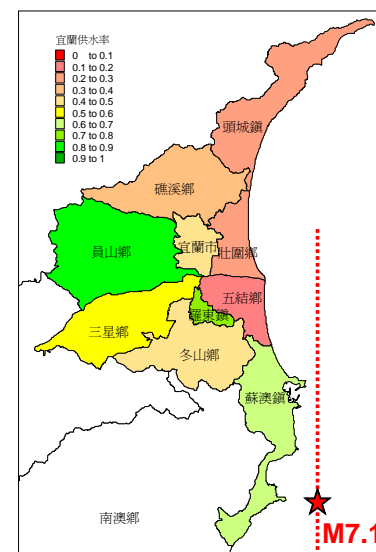 宜蘭供水率
0 to 0.1
0.1 to 0.2
0.2 to 0.3
0.3 to 0.4
0.4 to 0.5
0.5 to 0.6
0.6 to 0.7
0.7 to 0.8
0.8 to 0.9
0.9 to 1
頭城鎮
礁溪鄉
員山鄉
宜蘭市
壯圍鄉
五結鄉
羅東鎮
三星鄉
冬山鄉
蘇澳鎮
南澳鄉
M7.1